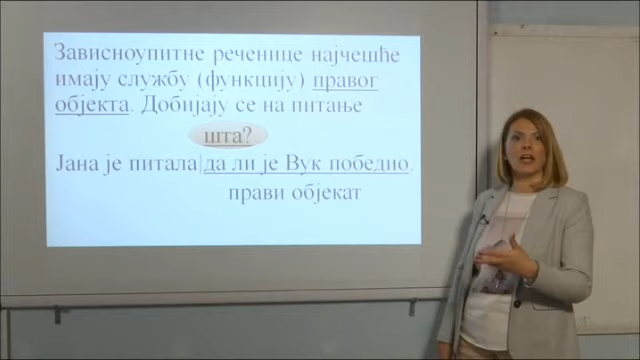 Зависноупитне реченице најчешће
имају службу (функцију) правог
објекта. Добијају се на питање
шта?
Јана је питала|да ли је Вук победио.
прави објекат